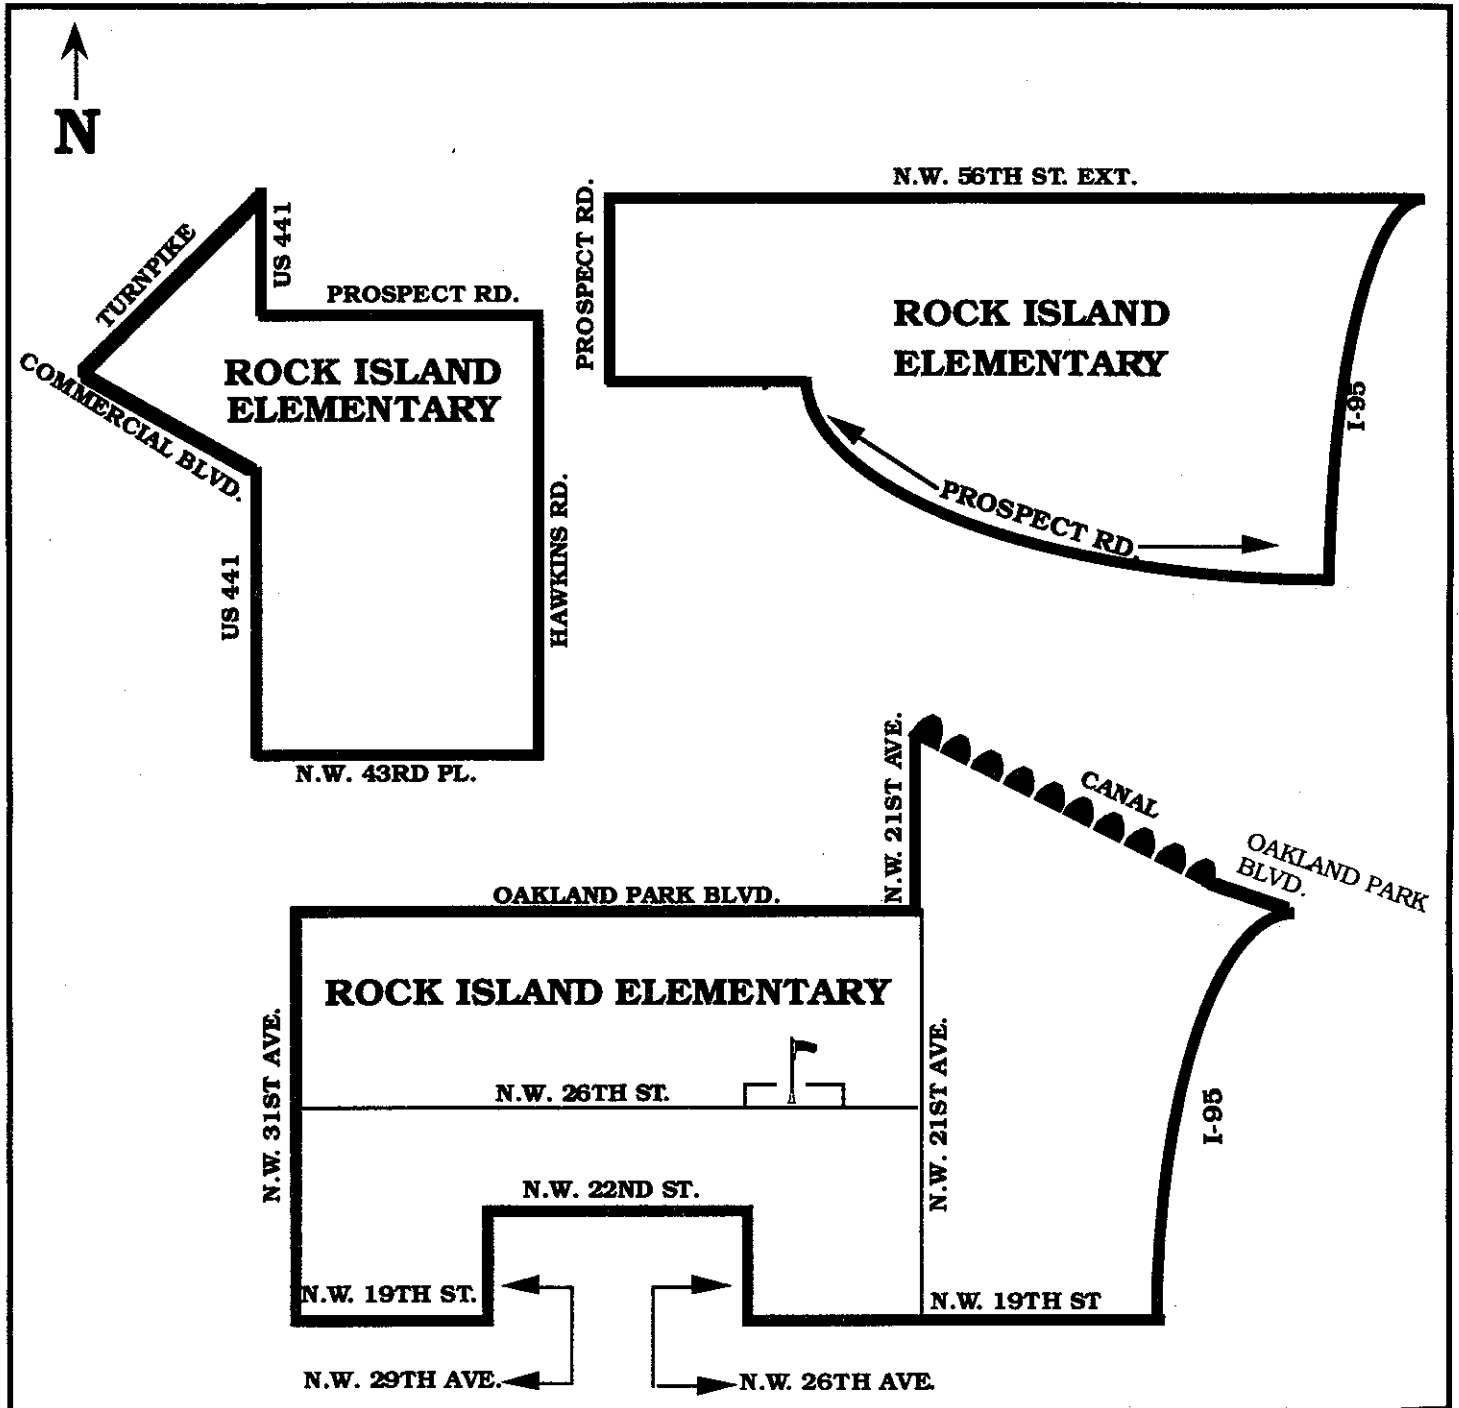 N
N.W. 56TH ST. EXT.
PROSPECT RD.
US 441
TURNPIKE
PROSPECT RD.
ROCK ISLAND
ELEMENTARY
ROCK ISLAND
ELEMENTARY
COMMERCIAL BLVD.
I-95
PROSPECT RD.
HAWKINS RD.
US 441
N.W. 43RD PL.
N.W. 21ST AVE.
CANAL
OAKLAND PARK
BLVD.
OAKLAND PARK BLVD.
ROCK ISLAND ELEMENTARY
N.W. 31ST AVE.
N.W. 26TH ST.
N.W. 21ST AVE.
I-95
N.W. 22ND ST.
N.W. 19TH ST.
N.W. 19TH ST
N.W. 29TH AVE.
N.W. 26TH AVE.